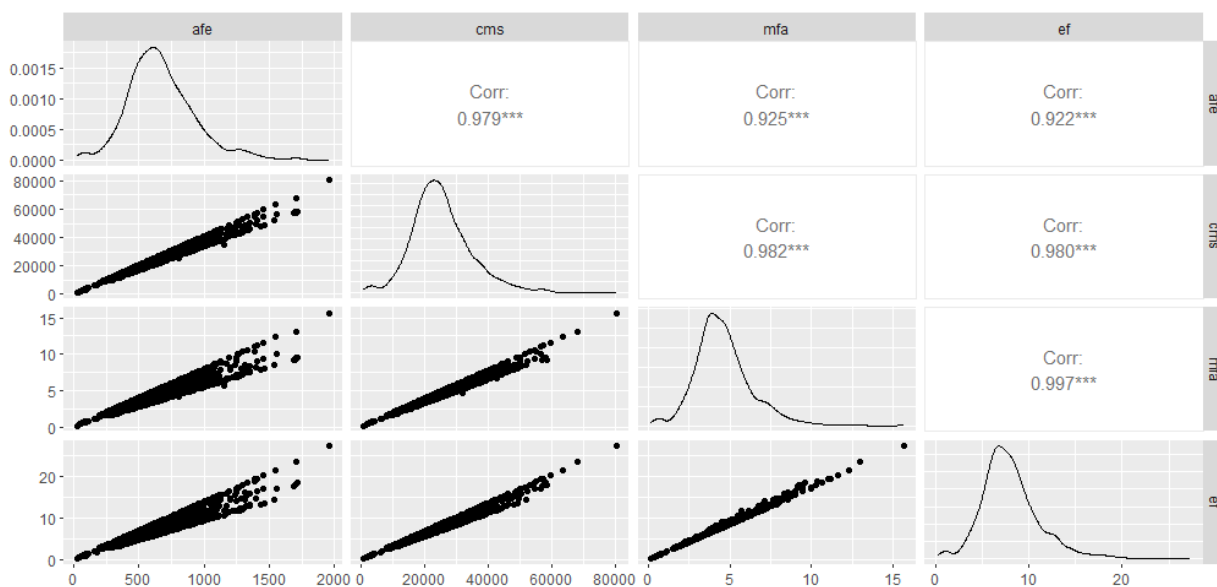 afe cms mfa ef
0.0015
0.0010
0.0005
0.0000
Corr:
0.979***
Corr:
0.925***
Corr:
0.922***
afe
80000
60000
40000
20000
0
Corr:
0.982***
Corr:
0.980***
cms
15
10
5
0
Corr:
0.997***
mfa
20
10
0
ef
0 500 1000 1500 2000 0 20000 40000 60000 80000 0 5 10 15 0 10 20